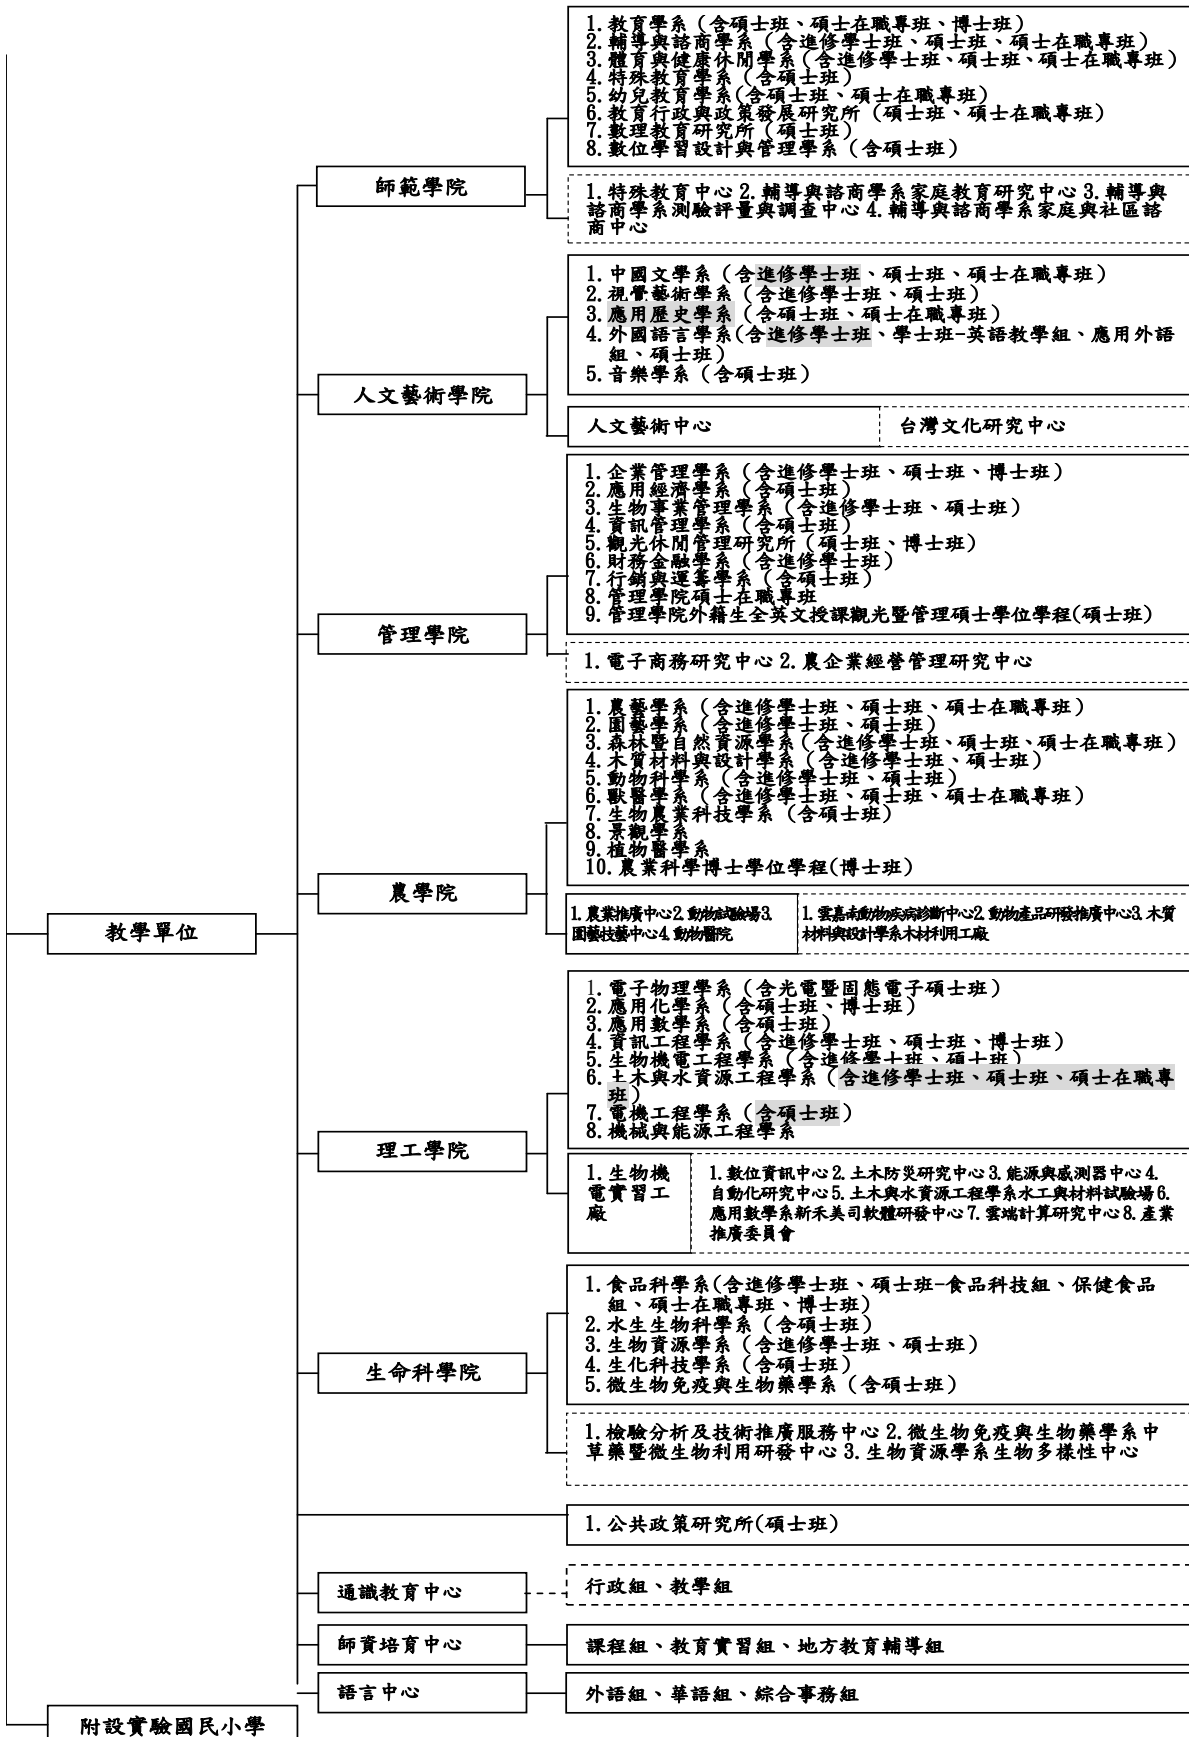 1.教育學系（含碩士班、碩士在職專班、博士班）
2.輔導與諮商學系（含進修學士班、碩士班、碩士在職專班）
3.體育與健康休閒學系（含進修學士班、碩士班、碩士在職專班）
4.特殊教育學系（含碩士班）
5.幼兒教育學系(含碩士班、碩士在職專班）
6.教育行政與政策發展研究所（碩士班、碩士在職專班）
7.數理教育研究所（碩士班）
8.數位學習設計與管理學系（含碩士班）
師範學院
1.特殊教育中心 2.輔導與諮商學系家庭教育研究中心 3.輔導與
諮商學系測驗評量與調查中心 4.輔導與諮商學系家庭與社區諮
商中心
1.中國文學系（含進修學士班、碩士班、碩士在職專班）
2.視覺藝術學系（含進修學士班、碩士班）
3.應用歷史學系（含碩士班、碩士在職專班）
4.外國語言學系(含進修學士班、學士班-英語教學組、應用外語
組、碩士班）
5.音樂學系（含碩士班）
人文藝術學院
人文藝術中心
台灣文化研究中心
1.企業管理學系（含進修學士班、碩士班、博士班）
2.應用經濟學系（含碩士班）
3.生物事業管理學系（含進修學士班、碩士班）
4.資訊管理學系（含碩士班）
5.觀光休閒管理研究所（碩士班、博士班）
6.財務金融學系（含進修學士班）
7.行銷與運籌學系（含碩士班）
8.管理學院碩士在職專班
9.管理學院外籍生全英文授課觀光暨管理碩士學位學程(碩士班）
管理學院
1.電子商務研究中心 2.農企業經營管理研究中心
1.農藝學系（含進修學士班、碩士班、碩士在職專班）
2.園藝學系（含進修學士班、碩士班）
3.森林暨自然資源學系(含進修學士班、碩士班、碩士在職專班）
4.木質材料與設計學系（含進修學士班、碩士班）
5.動物科學系（含進修學士班、碩士班）
6.獸醫學系（含進修學士班、碩士班、碩士在職專班）
7.生物農業科技學系（含碩士班）
8.景觀學系
9.植物醫學系
10.農業科學博士學位學程(博士班）
農學院
1.農業推廣中心2.動物試驗場3.
園藝技藝中心4.動物醫院
1.雲嘉南動物疾病診斷中心2.動物產品研發推廣中心3.木質
材料與設計學系木材利用工廠
教學單位
1.電子物理學系（含光電暨固態電子碩士班）
2.應用化學系（含碩士班、博士班）
3.應用數學系（含碩士班）
4.資訊工程學系（含進修學士班、碩士班、博士班）
5.生物機電工程學系（含進修學士班、碩士班）
6.土木與水資源工程學系（含進修學士班、碩士班、碩士在職專
班）
7.電機工程學系（含碩士班）
8.機械與能源工程學系
理工學院
1.生物機
電實習工
廠
1.數位資訊中心 2.土木防災研究中心 3.能源與感測器中心 4.
自動化研究中心 5.土木與水資源工程學系水工與材料試驗場 6.
應用數學系新禾美司軟體研發中心 7.雲端計算研究中心 8.產業
推廣委員會
1.食品科學系(含進修學士班、碩士班-食品科技組、保健食品
組、碩士在職專班、博士班）
2.水生生物科學系（含碩士班）
3.生物資源學系（含進修學士班、碩士班）
4.生化科技學系（含碩士班）
5.微生物免疫與生物藥學系（含碩士班）
生命科學院
1.檢驗分析及技術推廣服務中心 2.微生物免疫與生物藥學系中
草藥暨微生物利用研發中心 3.生物資源學系生物多樣性中心
1.公共政策研究所(碩士班）
通識教育中心
行政組、教學組
師資培育中心
課程組、教育實習組、地方教育輔導組
語言中心
外語組、華語組、綜合事務組
附設實驗國民小學